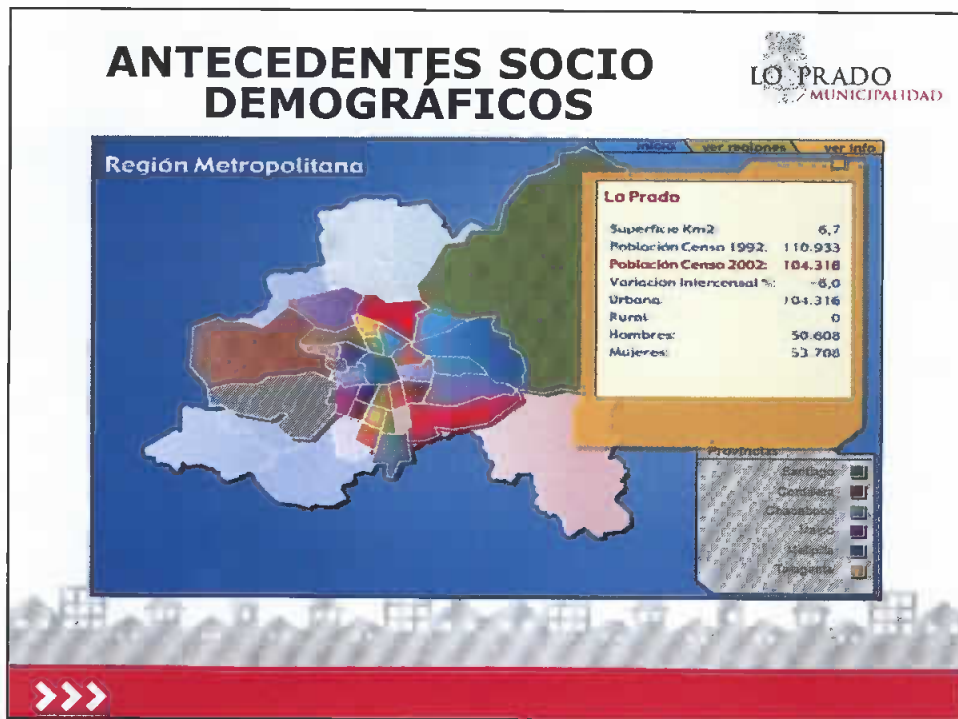 ANTECEDENTES SOCIO
DEMOGRÁFICOS
LO PRADO
MUNICIPALIDAD
Región Metropolitana
inicio ver regiones ver info
Lo Prado
Superficie Km2 6,7
Población Censo 1992: 110.933
Población Censo 2002: 104.316
Variacion Intercensal %: -6,0
Urbana 104.316
Rural 0
Hombres: 50.608
Mujeres: 53.708
Provincias
Santiago
Cordillera
Chacabuco
Maipo
Melipilla
Talagante